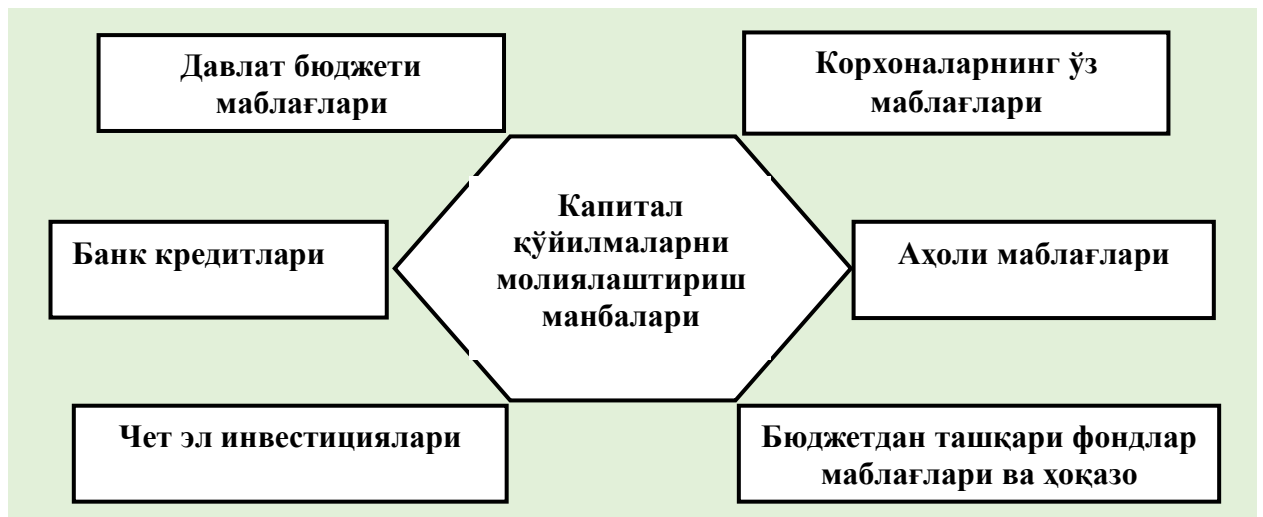 Давлат бюджети
маблағлари
Корхоналарнинг ўз
маблағлари
Капитал
қўйилмаларни
молиялаштириш
манбалари
Банк кредитлари
Аҳоли маблағлари
Чет эл инвестициялари
Бюджетдан ташқари фондлар
маблағлари ва ҳоқазо